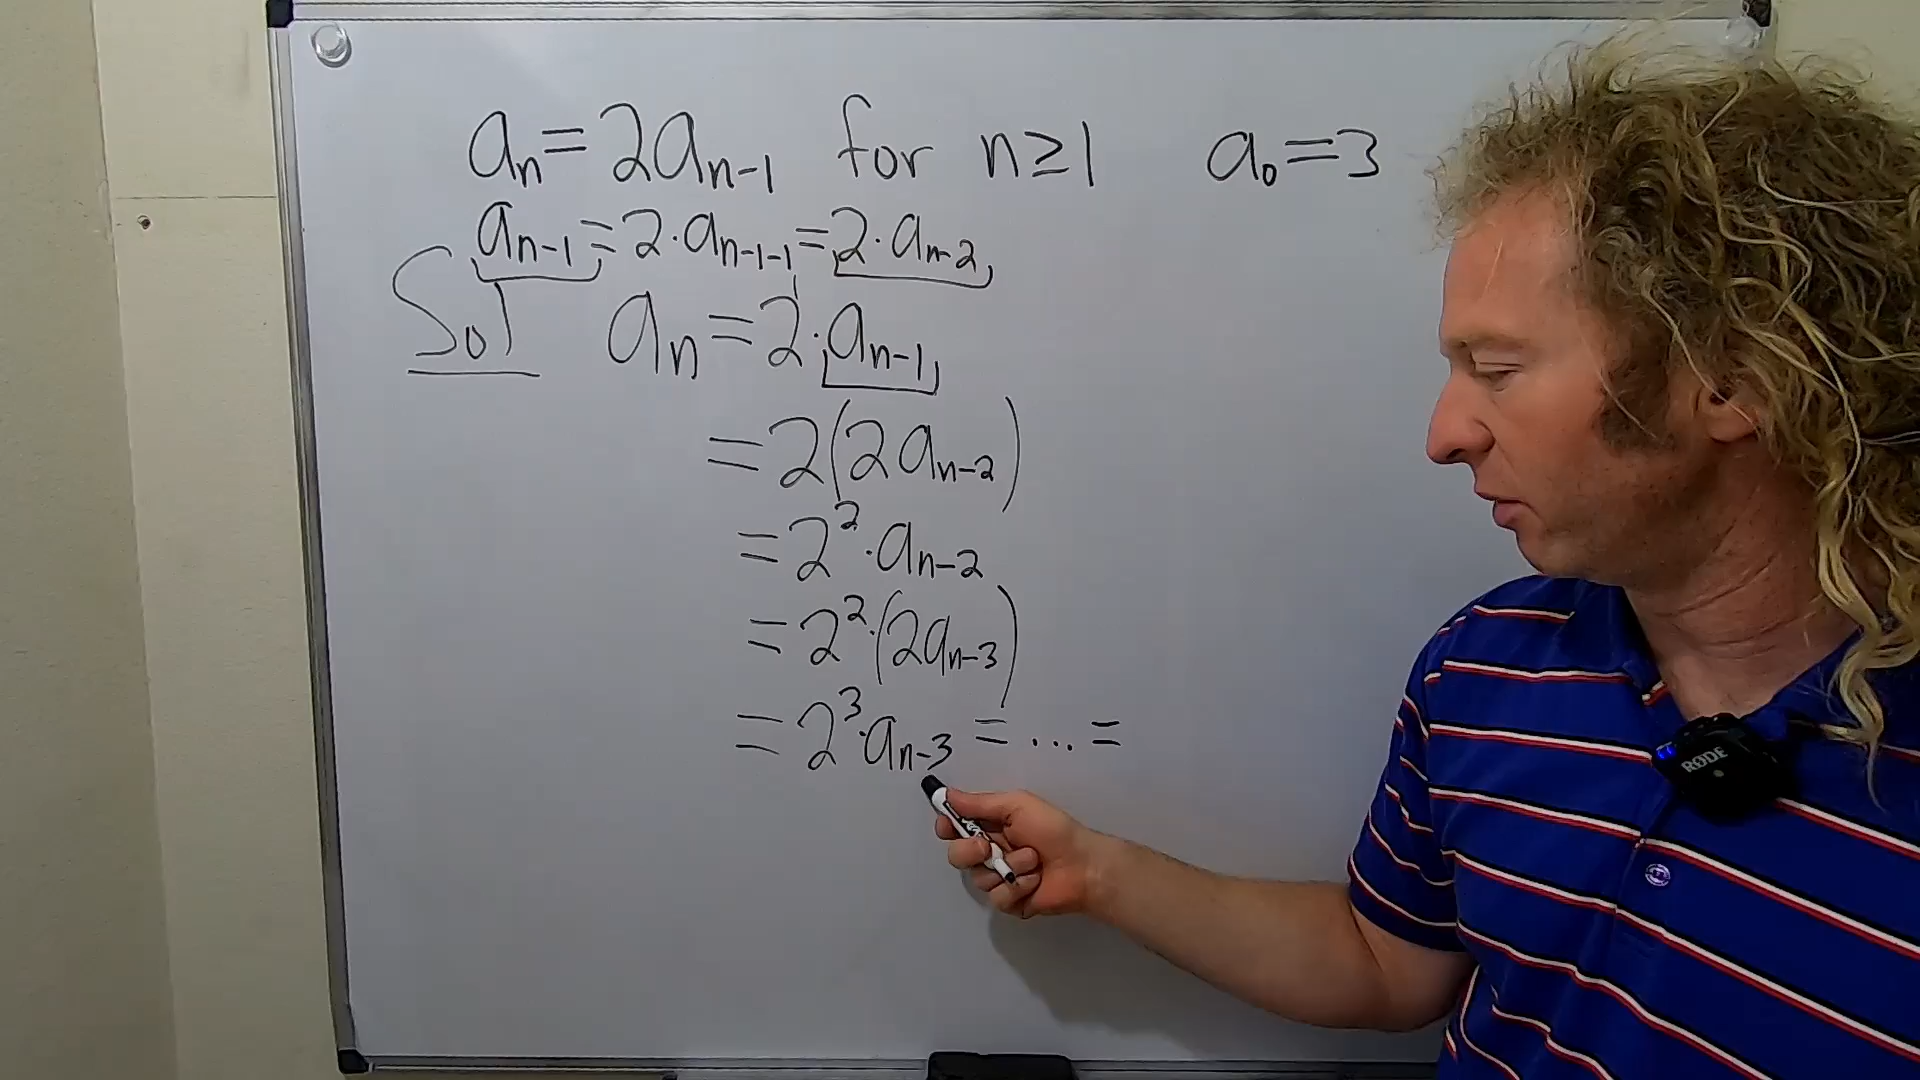 aₙ = 2aₙ₋₁ for n ≥ 1 a₀ = 3
aₙ₋₁ = 2·aₙ₋₁₋₁ = 2·aₙ₋₂
Sol aₙ = 2·aₙ₋₁
= 2(2aₙ₋₂)
= 2²·aₙ₋₂
= 2²·(2aₙ₋₃)
= 2³·aₙ₋₃ = ... =
RØDE